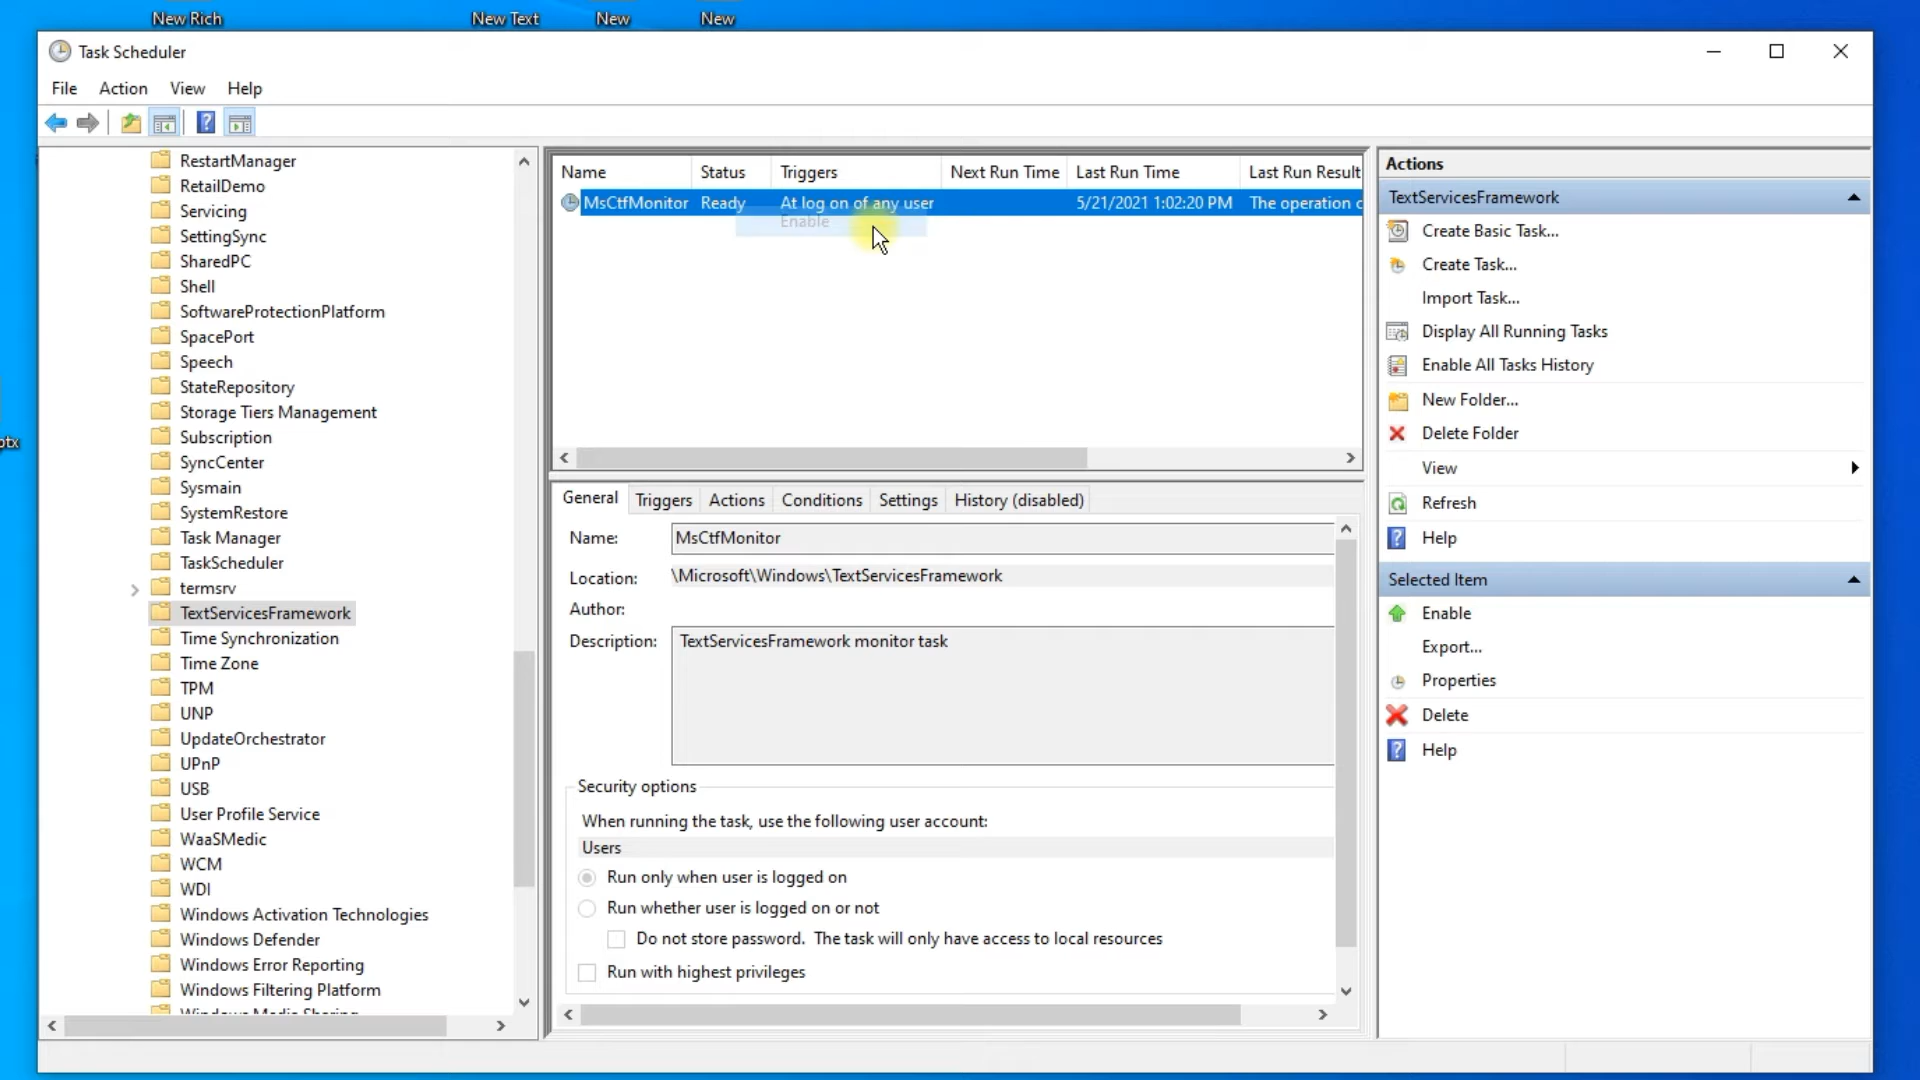 New Rich
New Text
New
New
Task Scheduler
File Action View Help
RestartManager
RetailDemo
Servicing
SettingSync
SharedPC
Shell
SoftwareProtectionPlatform
SpacePort
Speech
StateRepository
Storage Tiers Management
Subscription
SyncCenter
Sysmain
SystemRestore
Task Manager
TaskScheduler
termsrv
TextServicesFramework
Time Synchronization
Time Zone
TPM
UNP
UpdateOrchestrator
UPnP
USB
User Profile Service
WaaSMedic
WCM
WDI
Windows Activation Technologies
Windows Defender
Windows Error Reporting
Windows Filtering Platform
Windows Media Sharing
Name Status Triggers Next Run Time Last Run Time Last Run Result
MsCtfMonitor Ready At log on of any user 5/21/2021 1:02:20 PM The operation c
Enable
General Triggers Actions Conditions Settings History (disabled)
Name: MsCtfMonitor
Location: \Microsoft\Windows\TextServicesFramework
Author:
Description: TextServicesFramework monitor task
Security options
When running the task, use the following user account:
Users
Run only when user is logged on
Run whether user is logged on or not
Do not store password. The task will only have access to local resources
Run with highest privileges
Actions
TextServicesFramework
Create Basic Task...
Create Task...
Import Task...
Display All Running Tasks
Enable All Tasks History
New Folder...
Delete Folder
View
Refresh
Help
Selected Item
Enable
Export...
Properties
Delete
Help
otx